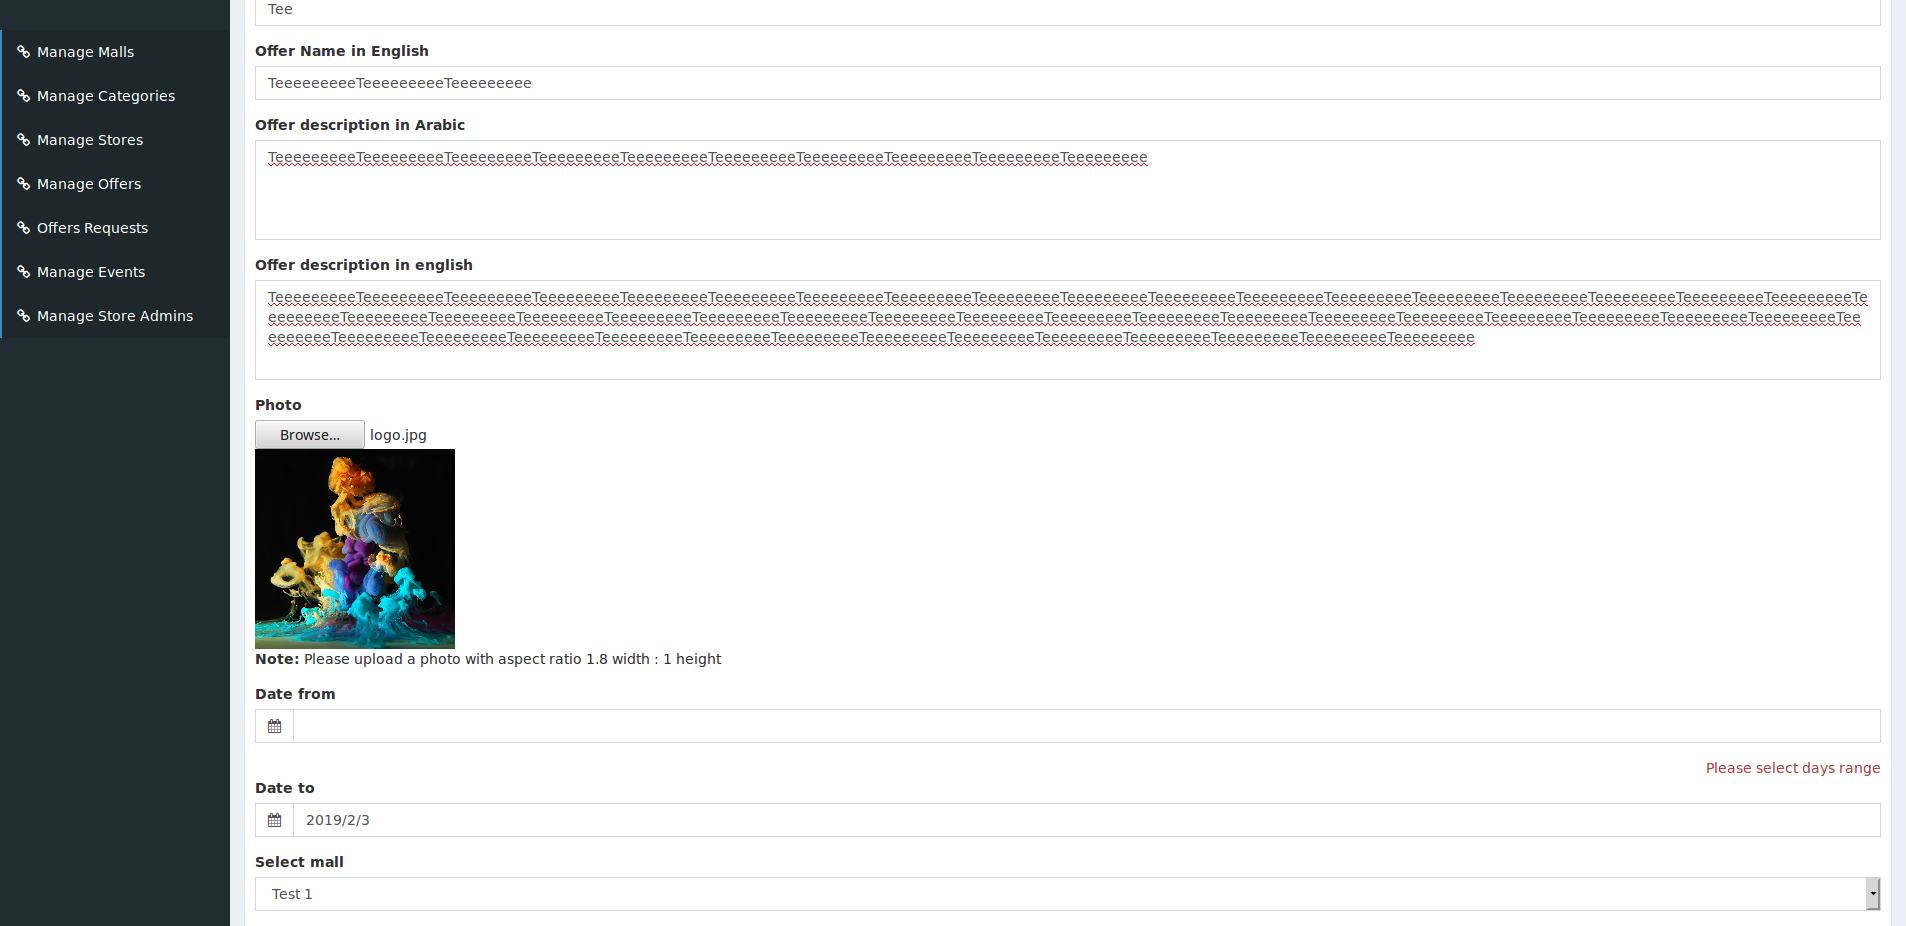 Manage Malls
Manage Categories
Manage Stores
Manage Offers
Offers Requests
Manage Events
Manage Store Admins
Tee
Offer Name in English
TeeeeeeeeeTeeeeeeeeeTeeeeeeeee
Offer description in Arabic
TeeeeeeeeeTeeeeeeeeeTeeeeeeeeeTeeeeeeeeeTeeeeeeeeeTeeeeeeeeeTeeeeeeeeeTeeeeeeeeeTeeeeeeeeeTeeeeeeeee
Offer description in english
TeeeeeeeeeTeeeeeeeeeTeeeeeeeeeTeeeeeeeeeTeeeeeeeeeTeeeeeeeeeTeeeeeeeeeTeeeeeeeeeTeeeeeeeeeTeeeeeeeeeTeeeeeeeeeTeeeeeeeeeTeeeeeeeeeTeeeeeeeeeTeeeeeeeeeTeeeeeeeeeTeeeeeeeeeTeeeeeeeeeTe
eeeeeeeeTeeeeeeeeeTeeeeeeeeeTeeeeeeeeeTeeeeeeeeeTeeeeeeeeeTeeeeeeeeeTeeeeeeeeeTeeeeeeeeeTeeeeeeeeeTeeeeeeeeeTeeeeeeeeeTeeeeeeeeeTeeeeeeeeeTeeeeeeeeeTeeeeeeeeeTeeeeeeeeeTeeeeeeeeeTee
eeeeeeeTeeeeeeeeeTeeeeeeeeeTeeeeeeeeeTeeeeeeeeeTeeeeeeeeeTeeeeeeeeeTeeeeeeeeeTeeeeeeeeeTeeeeeeeeeTeeeeeeeeeTeeeeeeeeeTeeeeeeeeeTeeeeeeeee
Photo
Browse... logo.jpg
Note: Please upload a photo with aspect ratio 1.8 width : 1 height
Date from
Please select days range
Date to
2019/2/3
Select mall
Test 1